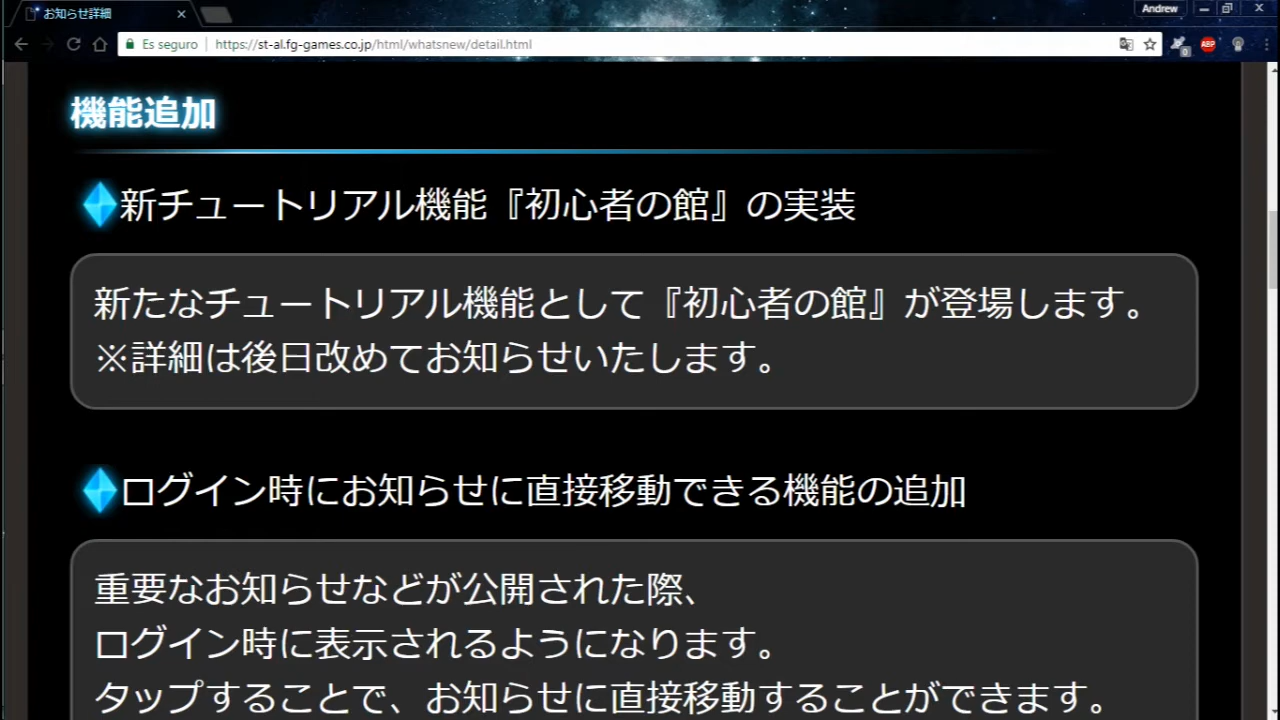 お知らせ詳細
Andrew
Es seguro
https://st-al.fg-games.co.jp/html/whatsnew/detail.html
0
ABP
機能追加
新チュートリアル機能『初心者の館』の実装
新たなチュートリアル機能として『初心者の館』が登場します。
※詳細は後日改めてお知らせいたします。
ログイン時にお知らせに直接移動できる機能の追加
重要なお知らせなどが公開された際、
ログイン時に表示されるようになります。
タップすることで、お知らせに直接移動することができます。